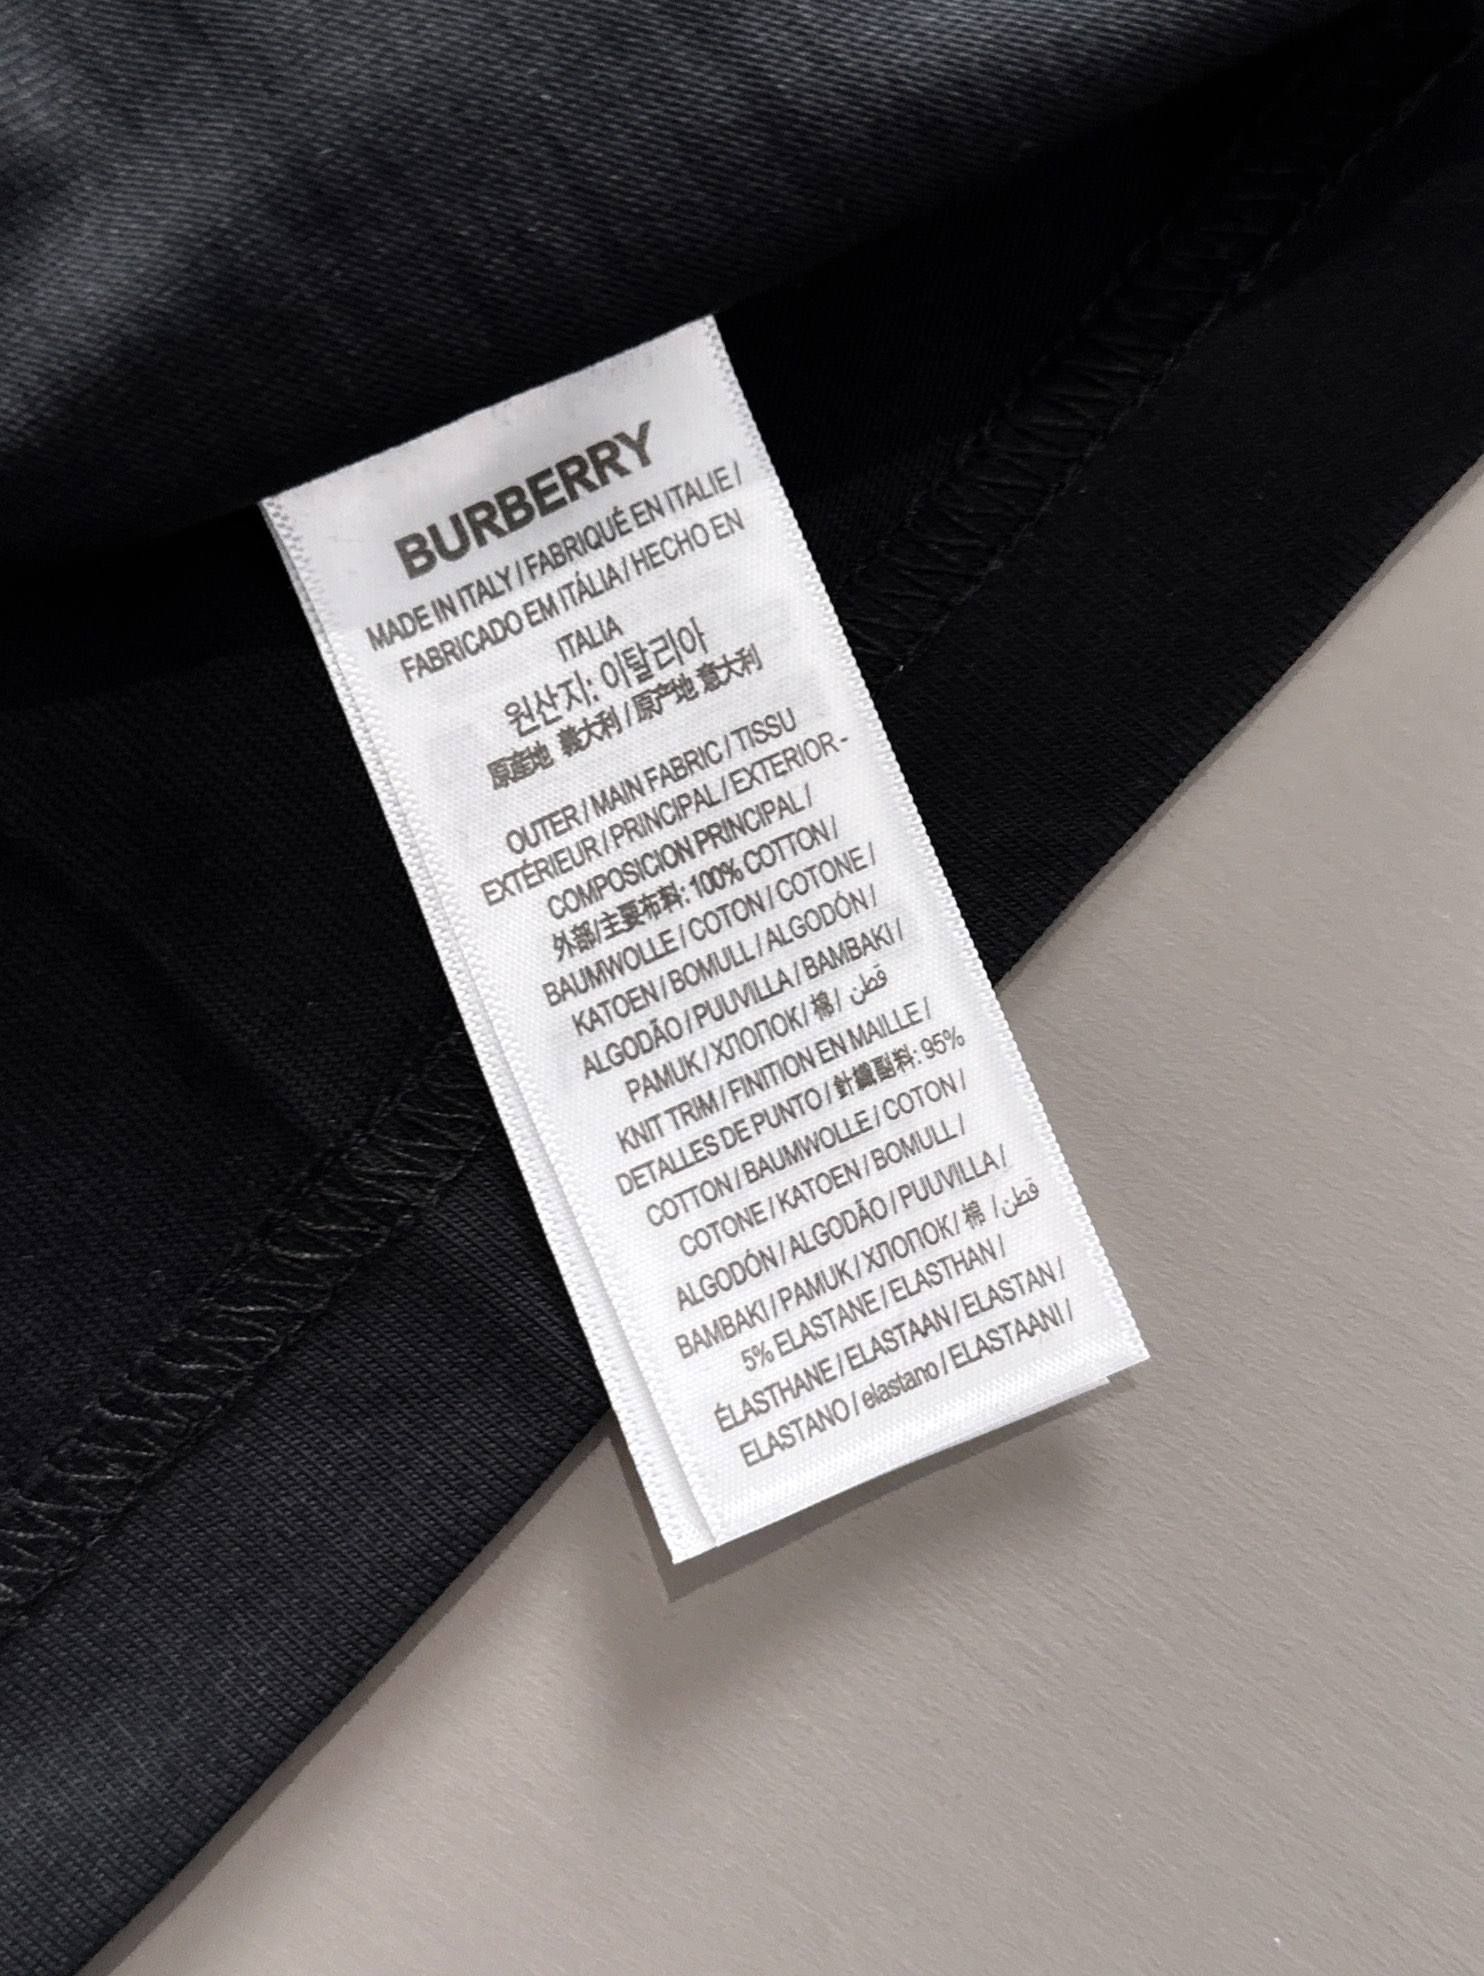 BURBERRY
MADE IN ITALY / FABRIQUÉ EN ITALIE /
FABRICADO EM ITÁLIA / HECHO EN
ITALIA
원산지: 이탈리아
原産地 義大利 / 原产地 意大利
OUTER / MAIN FABRIC / TISSU
EXTÉRIEUR / PRINCIPAL / EXTERIOR -
COMPOSICION PRINCIPAL /
外部/主要布料: 100% COTTON /
BAUMWOLLE / COTON / COTONE /
KATOEN / BOMULL / ALGODÓN /
ALGODÃO / PUUVILLA / BAMBAKI /
PAMUK / ХЛОПОК / 棉 / قطن
KNIT TRIM / FINITION EN MAILLE /
DETALLES DE PUNTO / 針織副料: 95%
COTTON / BAUMWOLLE / COTON /
COTONE / KATOEN / BOMULL /
ALGODÓN / ALGODÃO / PUUVILLA /
BAMBAKI / PAMUK / ХЛОПОК / 棉 / قطن
5% ELASTANE / ELASTHAN /
ÉLASTHANE / ELASTAAN / ELASTAN /
ELASTANO / elastano / ELASTAANI /